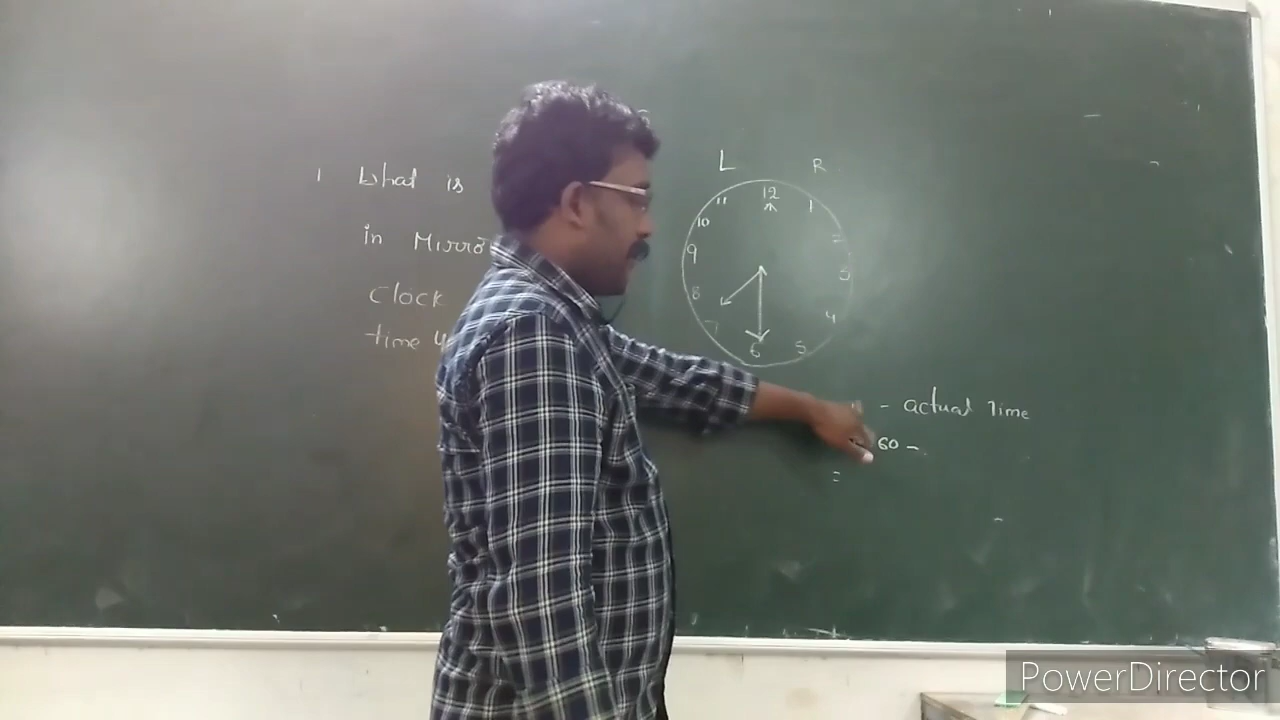 1 What is
in Mirro
Clock
time 4
L R
12
11 1
10 2
9 3
8 4
7 5
6
- actual Time
60 -
=
PowerDirector